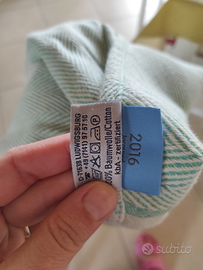 D 71638 LUDWIGSBURG
100% Baumwolle/Cotton
kbA - zertifiziert
2016
subito